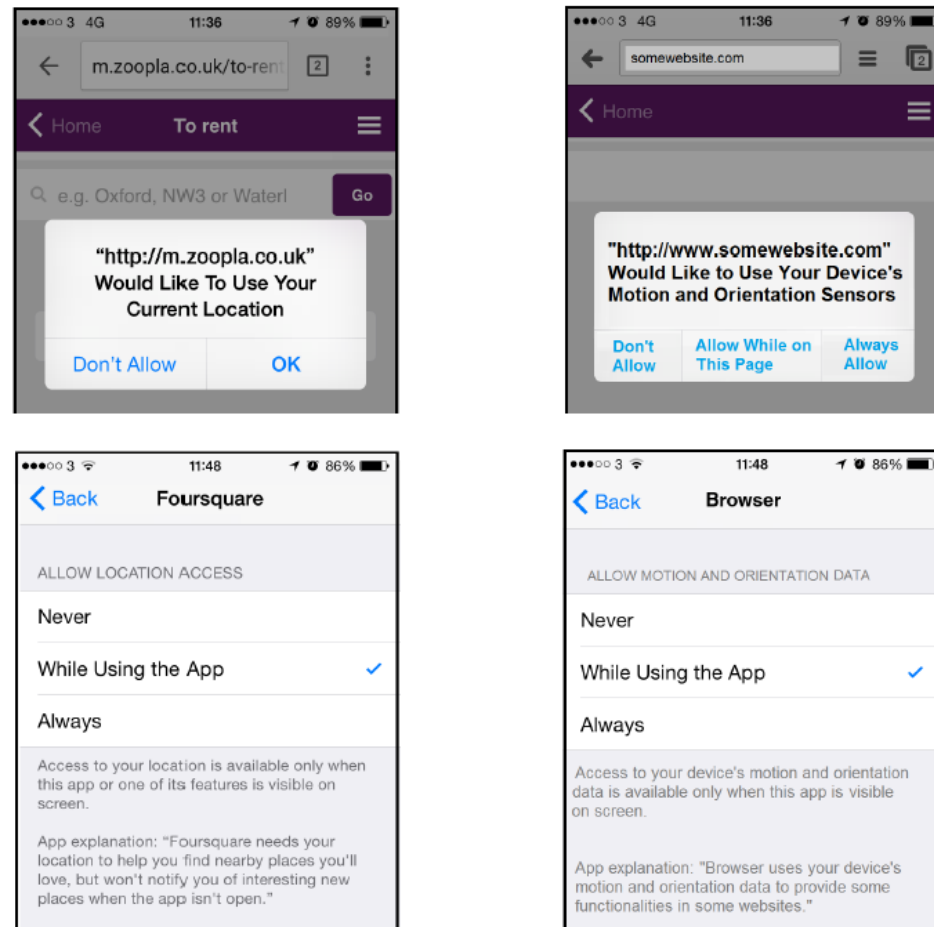 3 4G 11:36 89%
m.zoopla.co.uk/to-rent 2
Home To rent
e.g. Oxford, NW3 or Waterl Go
“http://m.zoopla.co.uk”
Would Like To Use Your
Current Location
Don't Allow OK
3 4G 11:36 89%
somewebsite.com 2
Home
"http://www.somewebsite.com"
Would Like to Use Your Device's
Motion and Orientation Sensors
Don't Allow While on Always
Allow This Page Allow
3 11:48 86%
Back Foursquare
ALLOW LOCATION ACCESS
Never
While Using the App
Always
Access to your location is available only when
this app or one of its features is visible on
screen.
App explanation: "Foursquare needs your
location to help you find nearby places you'll
love, but won't notify you of interesting new
places when the app isn't open."
3 11:48 86%
Back Browser
ALLOW MOTION AND ORIENTATION DATA
Never
While Using the App
Always
Access to your device's motion and orientation
data is available only when this app is visible
on screen.
App explanation: "Browser uses your device's
motion and orientation data to provide some
functionalities in some websites."